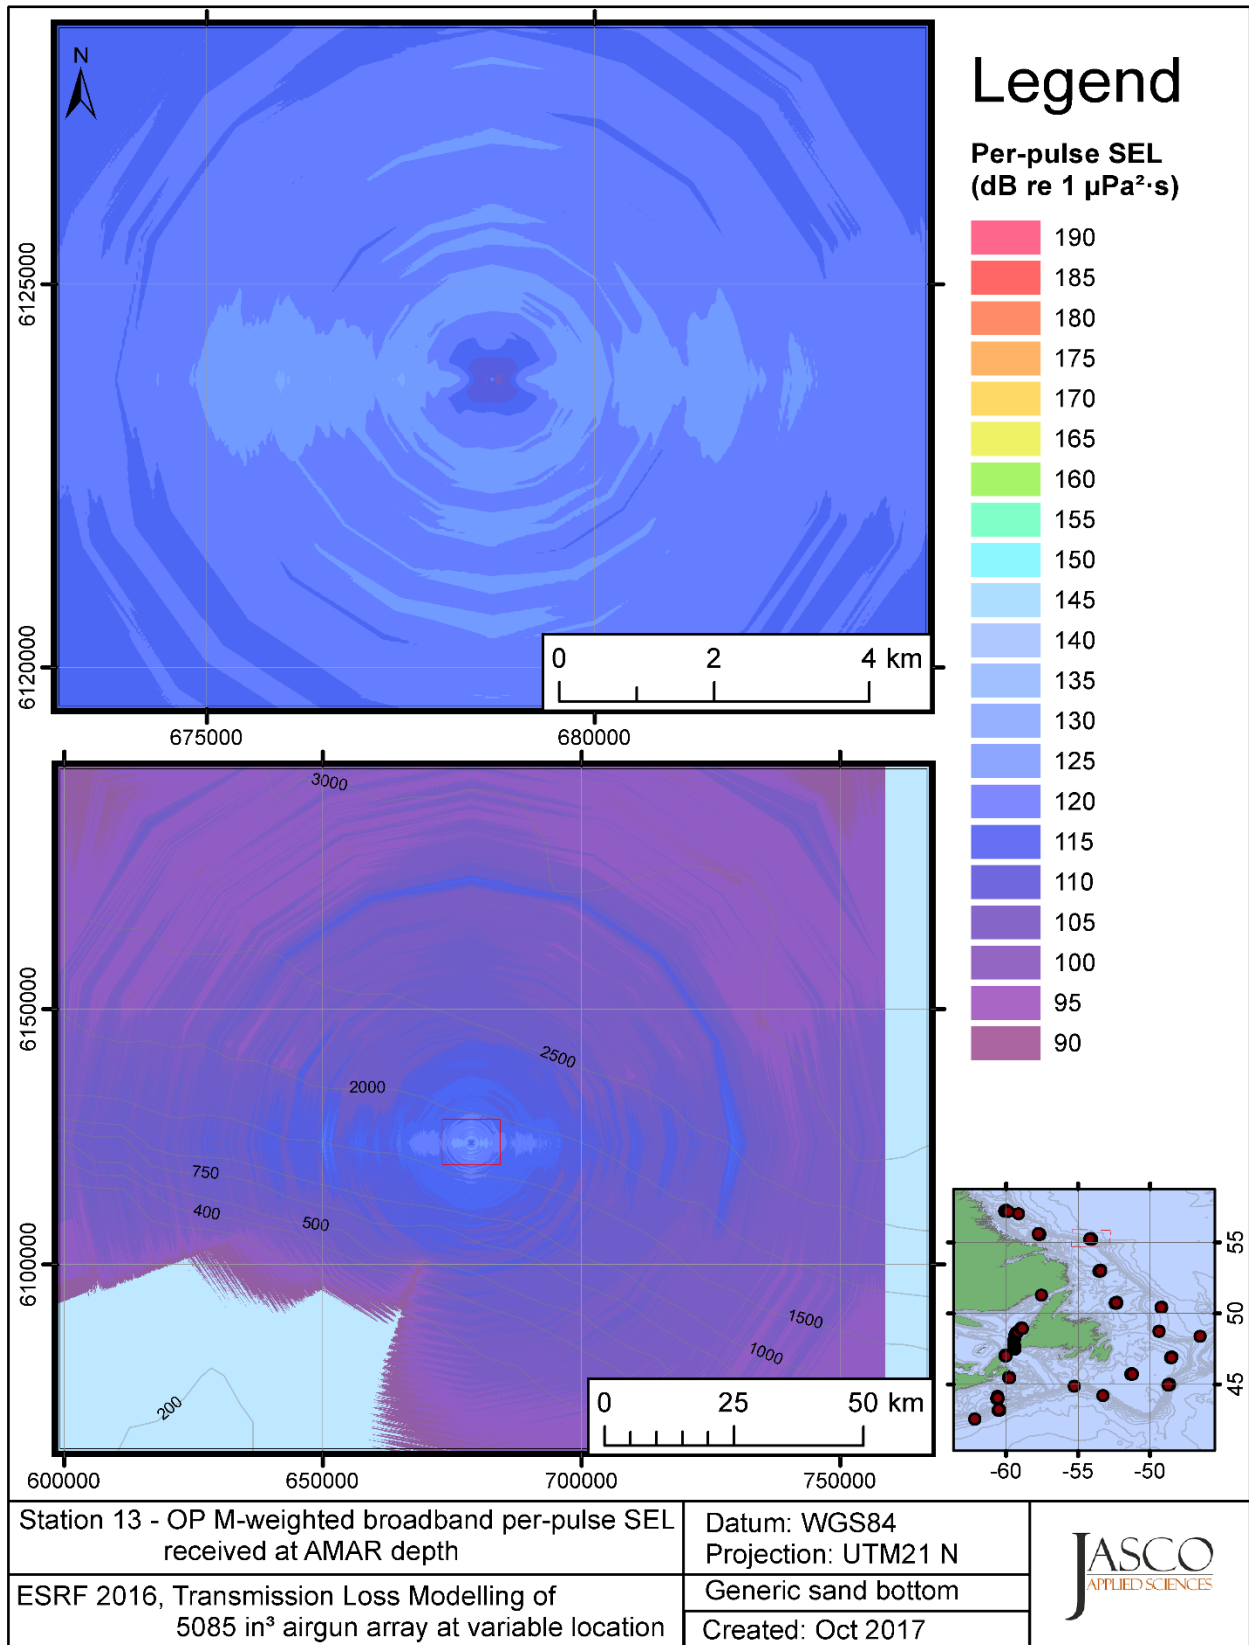 N
6125000
6120000
0 2 4 km
675000 680000
Legend
Per-pulse SEL
(dB re 1 µPa²·s)
190
185
180
175
170
165
160
155
150
145
140
135
130
125
120
115
110
105
100
95
90
3000
2500
2000
750
400
500
1500
1000
200
6150000
6100000
0 25 50 km
600000 650000 700000 750000
55
50
45
-60 -55 -50
Station 13 - OP M-weighted broadband per-pulse SEL
received at AMAR depth
ESRF 2016, Transmission Loss Modelling of
5085 in³ airgun array at variable location
Datum: WGS84
Projection: UTM21 N
Generic sand bottom
Created: Oct 2017
JASCO
APPLIED SCIENCES